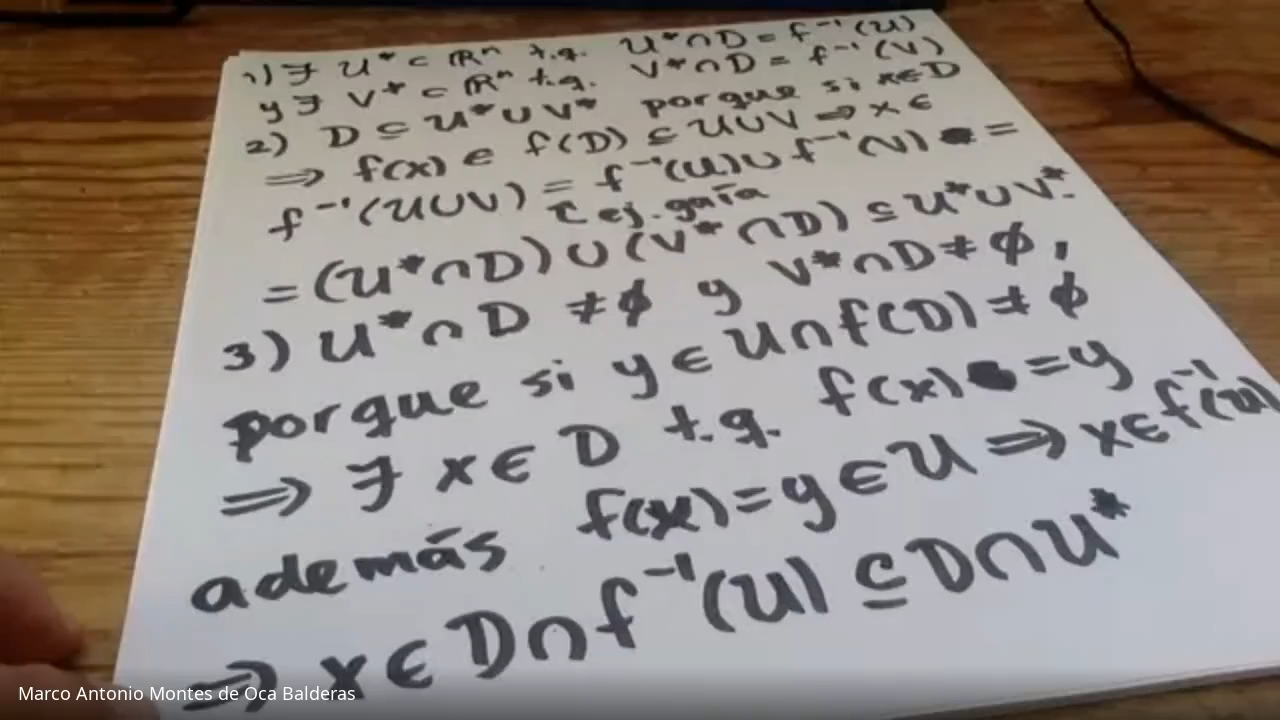 1) ∃ U* ⊂ ℝⁿ t.q. U*∩D = f⁻¹(U)
y ∃ V* ⊂ ℝⁿ t.q. V*∩D = f⁻¹(V)
2) D ⊆ U* ∪ V* porque si x∈D
⟹ f(x) ∈ f(D) ⊆ U∪V ⟹ x ∈
f⁻¹(U∪V) = f⁻¹(U)∪f⁻¹(V) =
ej. guía
= (U*∩D)∪(V*∩D) ⊆ U*∪V*.
3) U*∩D ≠ ∅ y V*∩D ≠ ∅,
porque si y ∈ U∩f(D) ≠ ∅
⟹ ∃ x∈D t.q. f(x) = y
además f(x)=y∈U ⟹ x∈f⁻¹(U)
⟹ x∈D∩f⁻¹(U) ⊆ D∩U*
Marco Antonio Montes de Oca Balderas